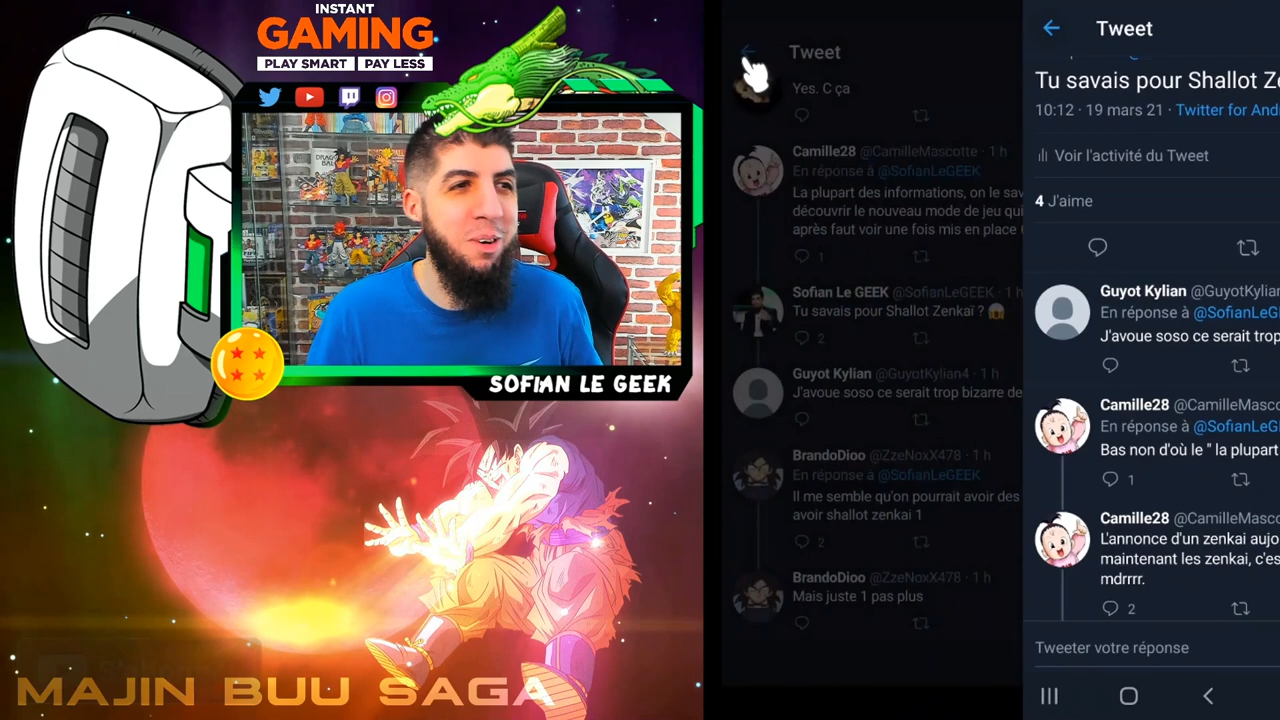 INSTANT
GAMING
PLAY SMART PAY LESS
SOFIAN LE GEEK
MAJIN BUU SAGA
Tweet
Yes. C ça
Camille28 @CamilleMascotte · 1 h
En réponse à @SofianLeGEEK
La plupart des informations, on le sav
découvrir le nouveau mode de jeu qui
après faut voir une fois mis en place
1
Sofian Le GEEK @SofianLeGEEK · 1 h
Tu savais pour Shallot Zenkaï ? 😱
2
Guyot Kylian @GuyotKylian4 · 1 h
J'avoue soso ce serait trop bizarre de
BrandoDioo @ZzeNoxX478 · 1 h
En réponse à @SofianLeGEEK
Il me semble qu'on pourrait avoir des
avoir shallot zenkai 1
2
BrandoDioo @ZzeNoxX478 · 1 h
Mais juste 1 pas plus
Tweet
Tu savais pour Shallot Z
10:12 · 19 mars 21 · Twitter for And
Voir l'activité du Tweet
4 J'aime
Guyot Kylian @GuyotKylian
En réponse à @SofianLeG
J'avoue soso ce serait trop
Camille28 @CamilleMasc
En réponse à @SofianLeG
Bas non d'où le " la plupart
1
Camille28 @CamilleMasco
L'annonce d'un zenkai aujo
maintenant les zenkai, c'es
mdrrrr.
2
Tweeter votre réponse